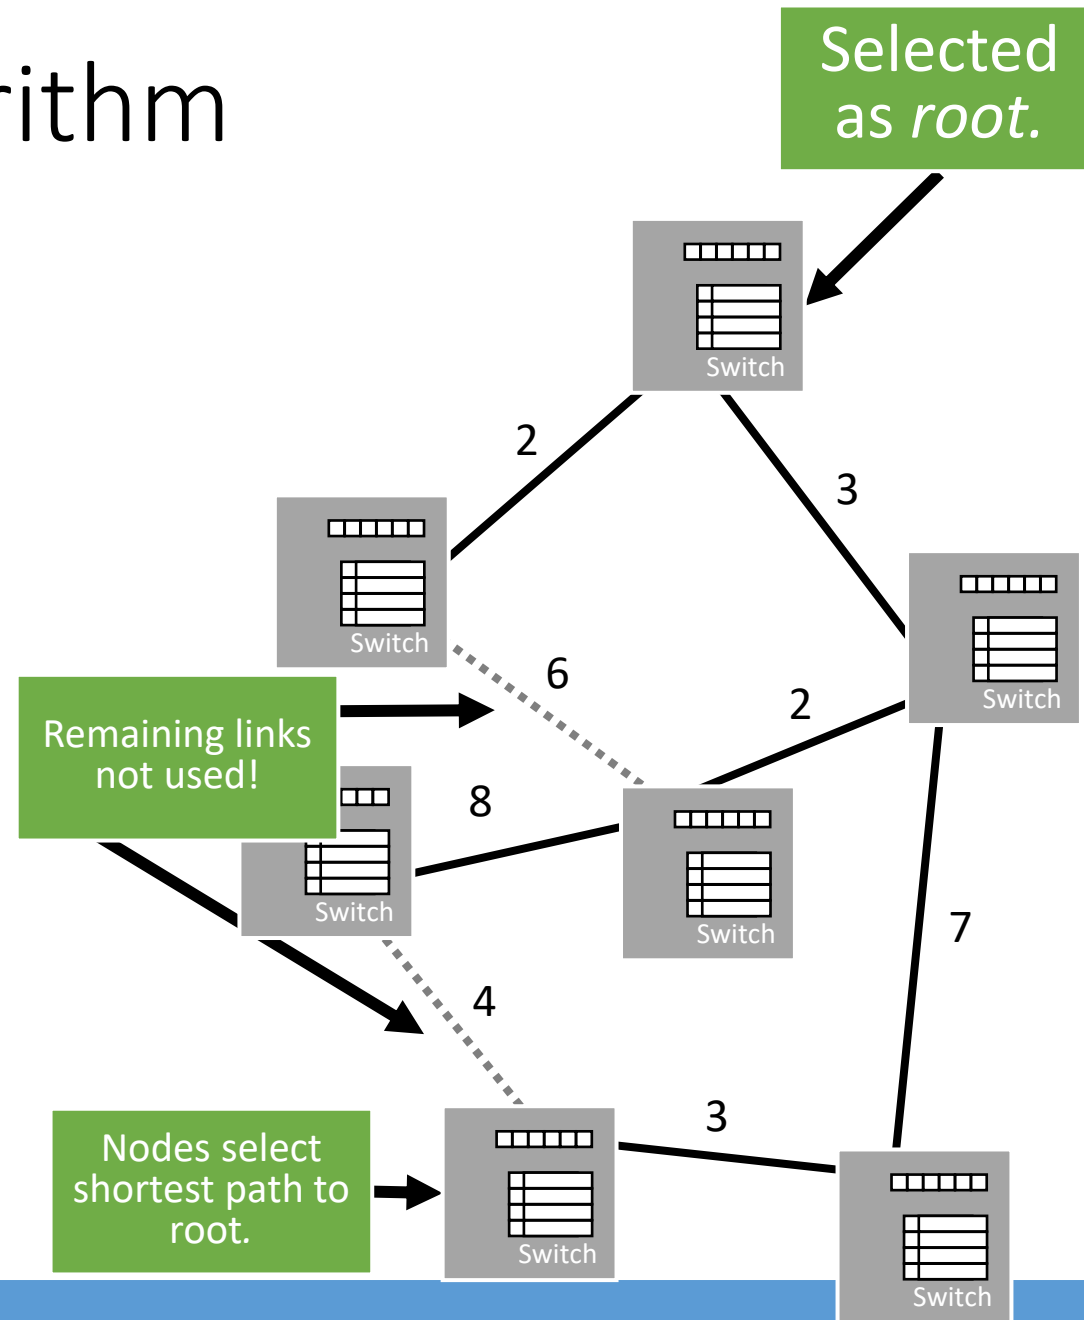 rithm
Selected
as root.
Switch
2
3
Switch
Switch
6
2
Remaining links
not used!
8
Switch
Switch
7
4
3
Nodes select
shortest path to
root.
Switch
Switch